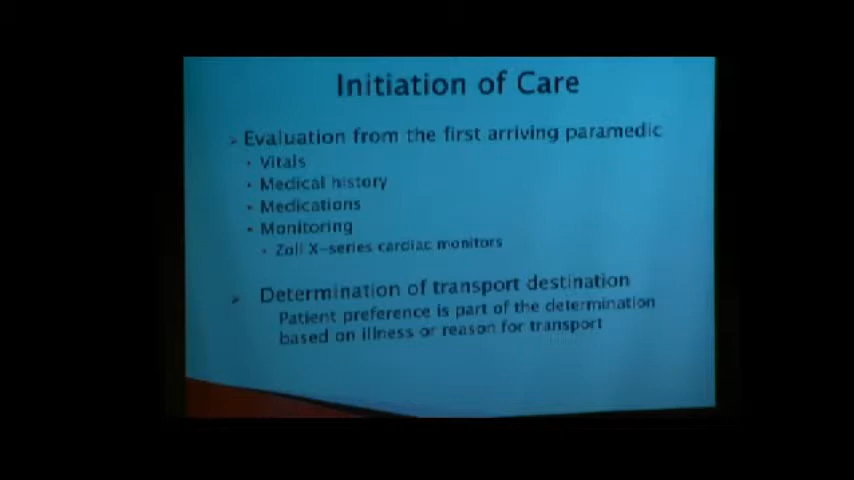 Initiation of Care
➢ Evaluation from the first arriving paramedic
• Vitals
• Medical history
• Medications
• Monitoring
• Zoll X-series cardiac monitors
➢ Determination of transport destination
Patient preference is part of the determination
based on illness or reason for transport